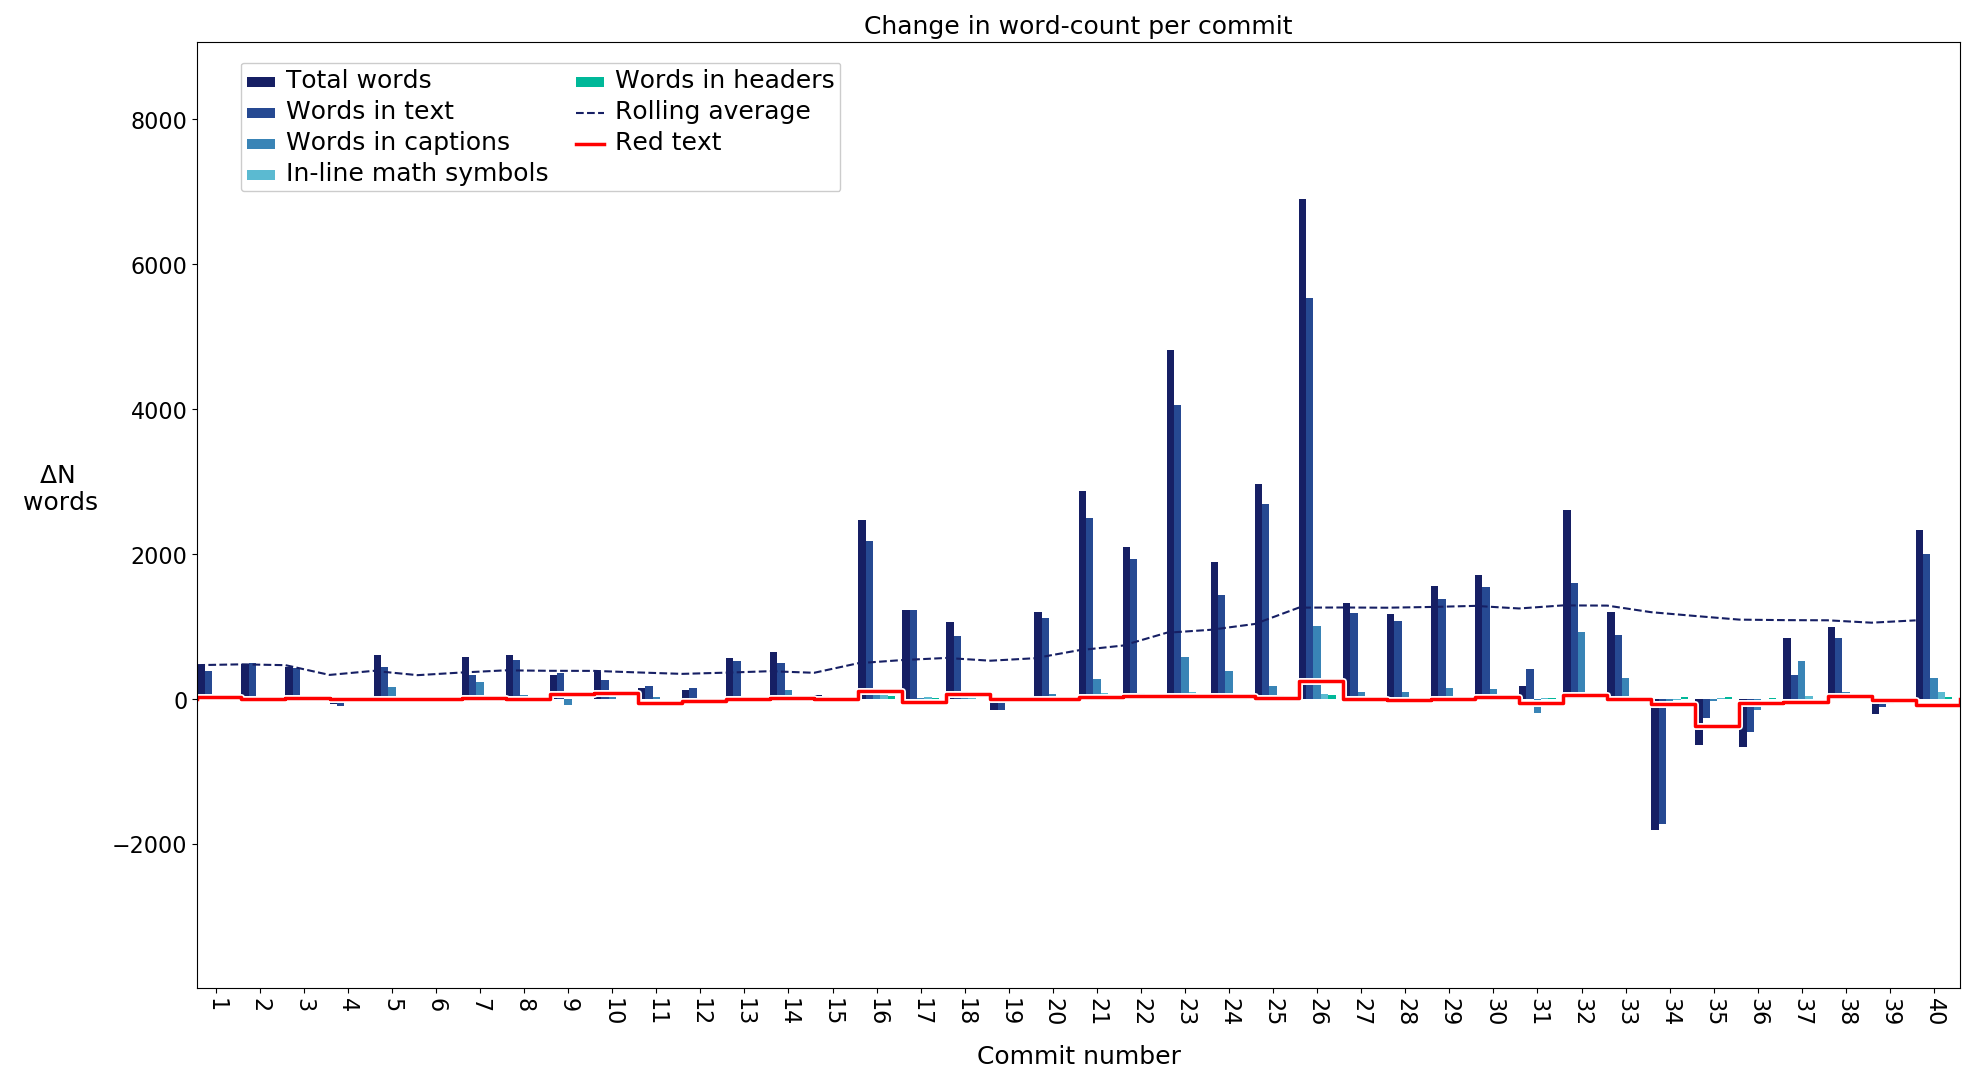 Change in word-count per commit
Total words
Words in text
Words in captions
In-line math symbols
Words in headers
Rolling average
Red text
8000
6000
4000
2000
0
−2000
ΔN
words
1 2 3 4 5 6 7 8 9 10 11 12 13 14 15 16 17 18 19 20 21 22 23 24 25 26 27 28 29 30 31 32 33 34 35 36 37 38 39 40
Commit number